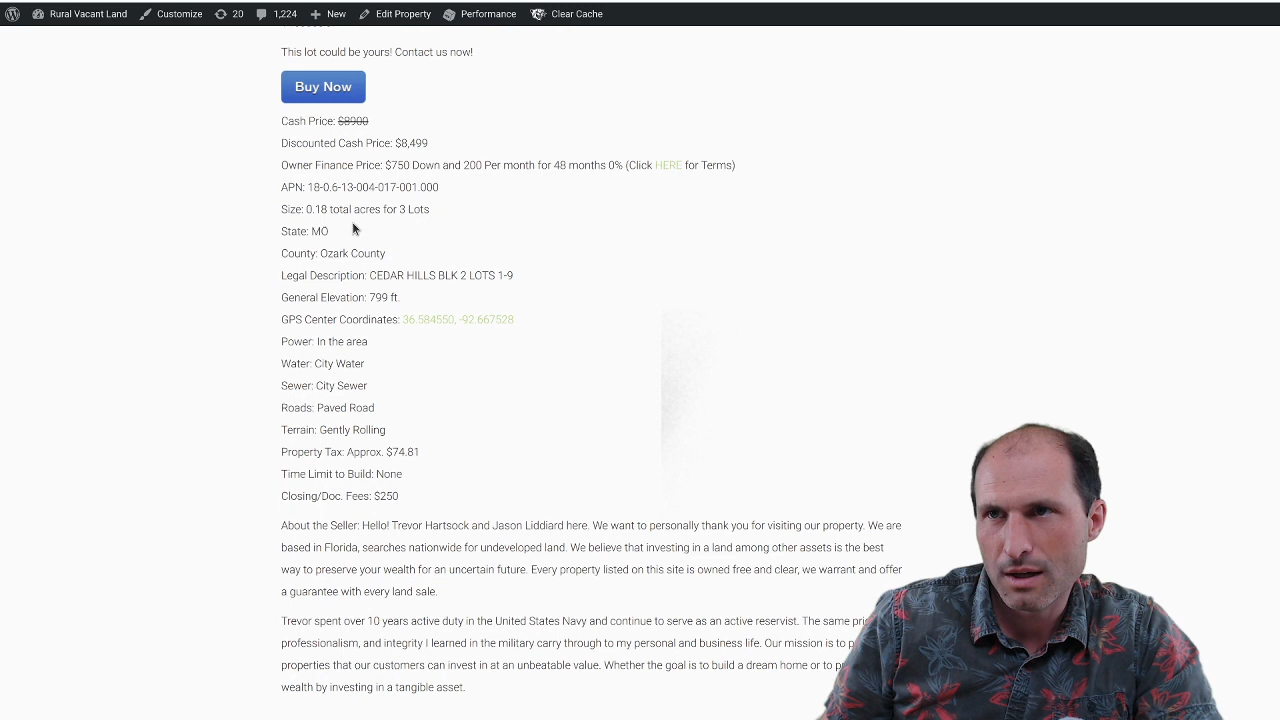 Rural Vacant Land Customize 20 1,224 New Edit Property Performance Clear Cache
This lot could be yours! Contact us now!
Buy Now
Cash Price: $8900
Discounted Cash Price: $8,499
Owner Finance Price: $750 Down and 200 Per month for 48 months 0% (Click HERE for Terms)
APN: 18-0.6-13-004-017-001.000
Size: 0.18 total acres for 3 Lots
State: MO
County: Ozark County
Legal Description: CEDAR HILLS BLK 2 LOTS 1-9
General Elevation: 799 ft.
GPS Center Coordinates: 36.584550, -92.667528
Power: In the area
Water: City Water
Sewer: City Sewer
Roads: Paved Road
Terrain: Gently Rolling
Property Tax: Approx. $74.81
Time Limit to Build: None
Closing/Doc. Fees: $250
About the Seller: Hello! Trevor Hartsock and Jason Liddiard here. We want to personally thank you for visiting our property. We are
based in Florida, searches nationwide for undeveloped land. We believe that investing in a land among other assets is the best
way to preserve your wealth for an uncertain future. Every property listed on this site is owned free and clear, we warrant and offer
a guarantee with every land sale.
Trevor spent over 10 years active duty in the United States Navy and continue to serve as an active reservist. The same
professionalism, and integrity I learned in the military carry through to my personal and business life. Our mission is to
properties that our customers can invest in at an unbeatable value. Whether the goal is to build a dream home or to
wealth by investing in a tangible asset.